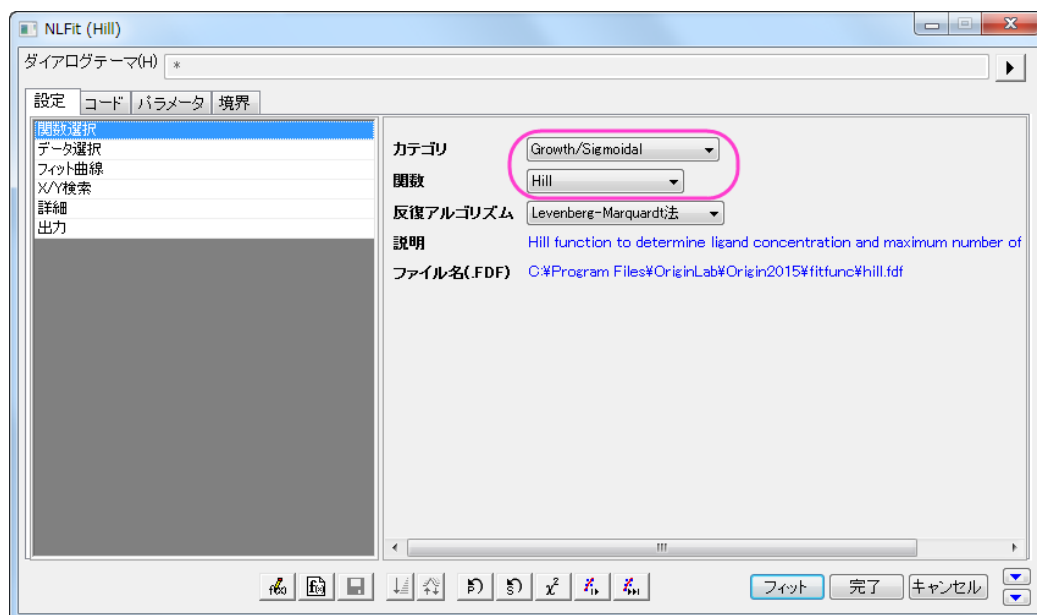 NLFit (Hill)
ダイアログテーマ(H) *
設定 コード パラメータ 境界
関数選択
データ選択
フィット曲線
X/Y検索
詳細
出力
カテゴリ Growth/Sigmoidal
関数 Hill
反復アルゴリズム Levenberg-Marquardt法
説明 Hill function to determine ligand concentration and maximum number of
ファイル名(.FDF) C:¥Program Files¥OriginLab¥Origin2015¥fitfunc¥hill.fdf
フィット 完了 キャンセル